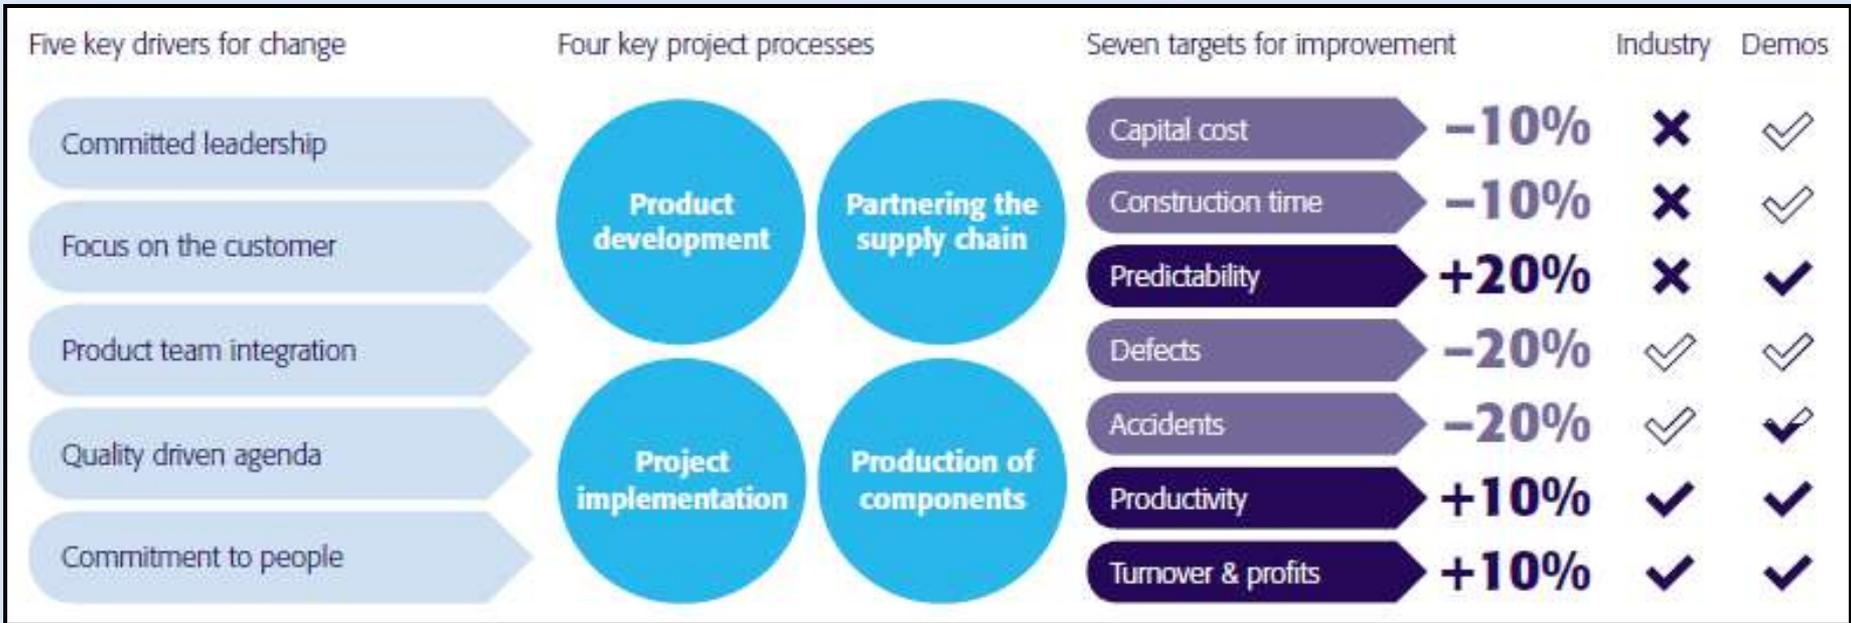 Five key drivers for change
Committed leadership
Focus on the customer
Product team integration
Quality driven agenda
Commitment to people
Four key project processes
Product
development
Partnering the
supply chain
Project
implementation
Production of
components
Seven targets for improvement Industry Demos
Capital cost –10%
Construction time –10%
Predictability +20%
Defects –20%
Accidents –20%
Productivity +10%
Turnover & profits +10%